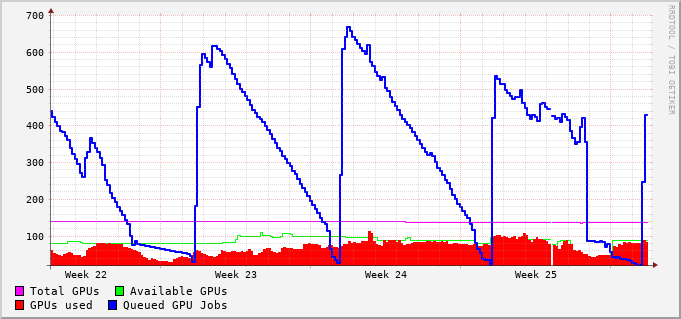 700
600
500
400
300
200
100
Week 22 Week 23 Week 24 Week 25
Total GPUs Available GPUs
GPUs used Queued GPU Jobs
RRDTOOL / TOBI OETIKER